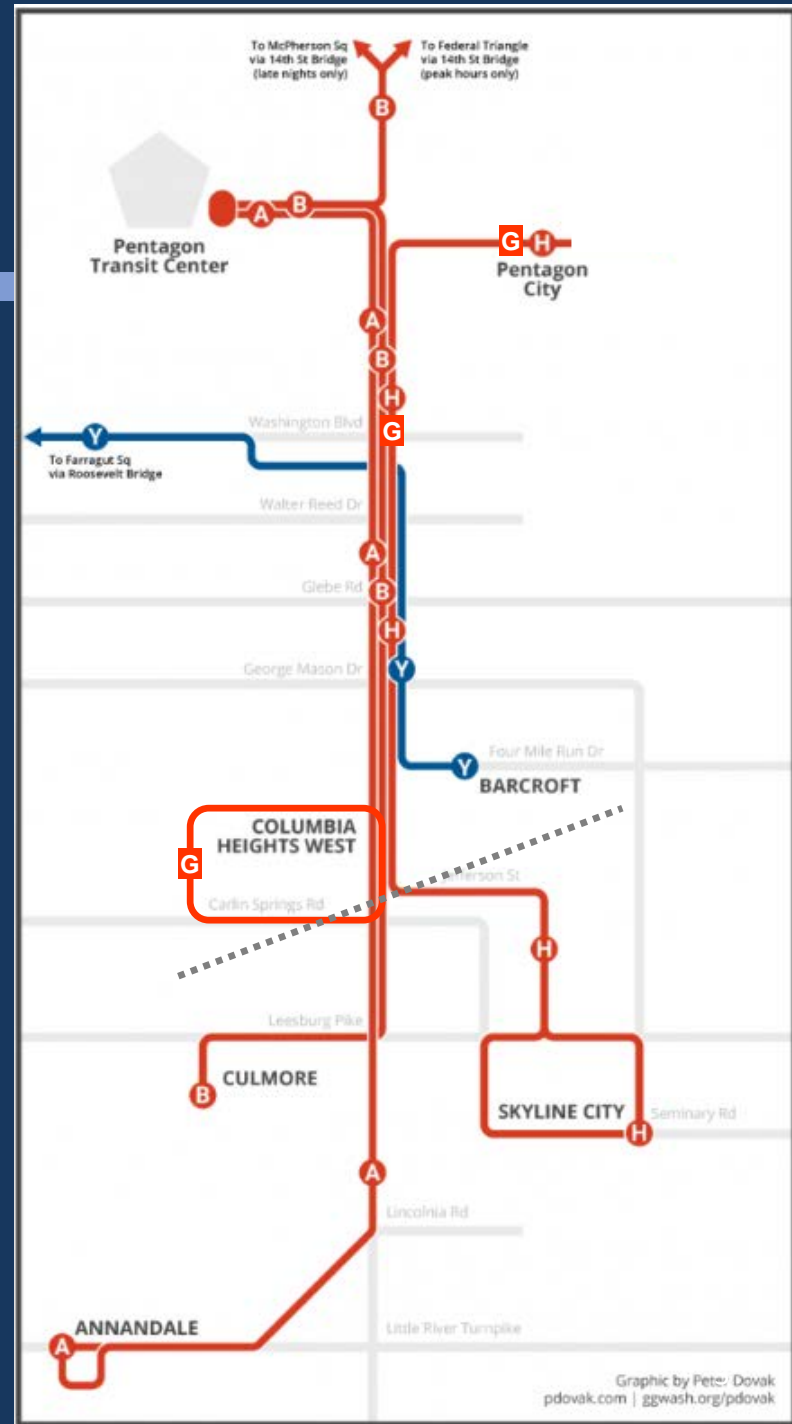 To McPherson Sq
via 14th St Bridge
(late nights only)
To Federal Triangle
via 14th St Bridge
(peak hours only)
B
Pentagon
Transit Center
A
B
G
H
Pentagon
City
A
B
H
Washington Blvd
G
Y
To Farragut Sq
via Roosevelt Bridge
Walter Reed Dr
A
Glebe Rd
B
H
George Mason Dr
Y
Four Mile Run Dr
Y
BARCROFT
COLUMBIA
HEIGHTS WEST
G
Jefferson St
Carlin Springs Rd
H
Leesburg Pike
CULMORE
B
SKYLINE CITY
Seminary Rd
H
A
Lincolnia Rd
ANNANDALE
A
Little River Turnpike
Graphic by Peter Dovak
pdovak.com | ggwash.org/pdovak